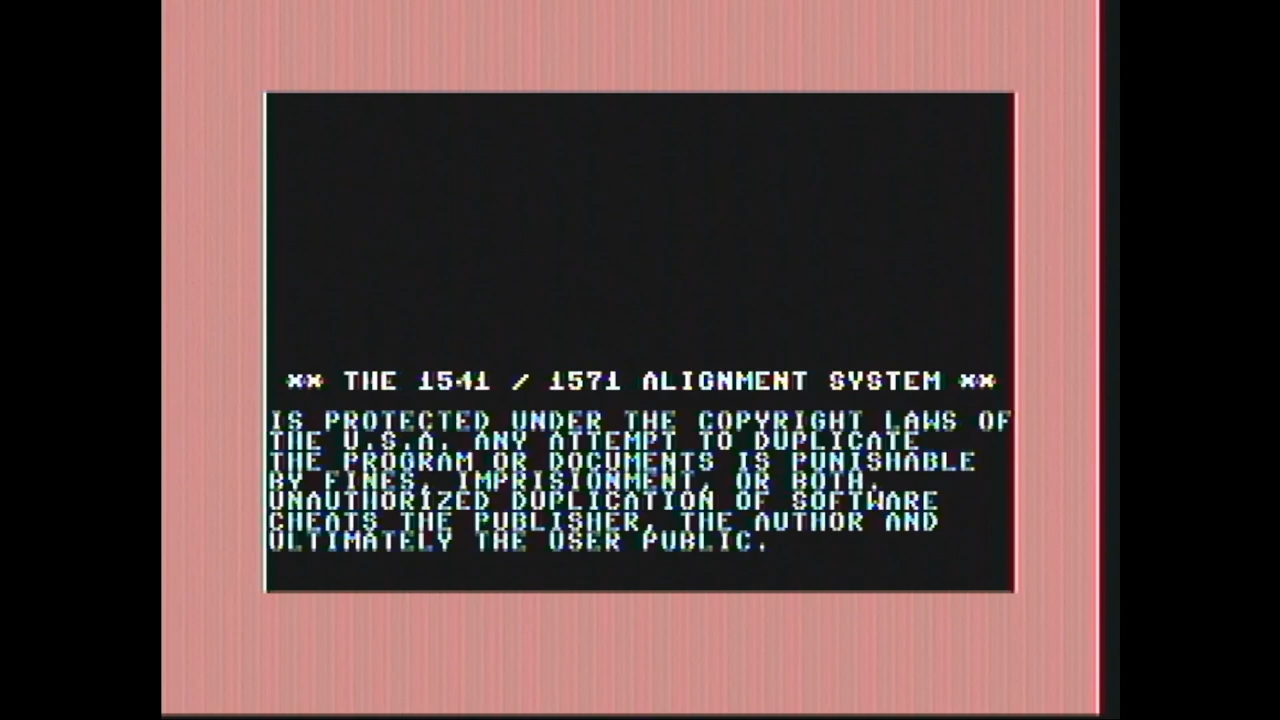 ** THE 1541 / 1571 ALIGNMENT SYSTEM **
IS PROTECTED UNDER THE COPYRIGHT LAWS OF
THE U.S.A. ANY ATTEMPT TO DUPLICATE
THE PROGRAM OR DOCUMENTS IS PUNISHABLE
BY FINES, IMPRISIONMENT, OR BOTH.
UNAUTHORIZED DUPLICATION OF SOFTWARE
CHEATS THE PUBLISHER, THE AUTHOR AND
ULTIMATELY THE USER PUBLIC.